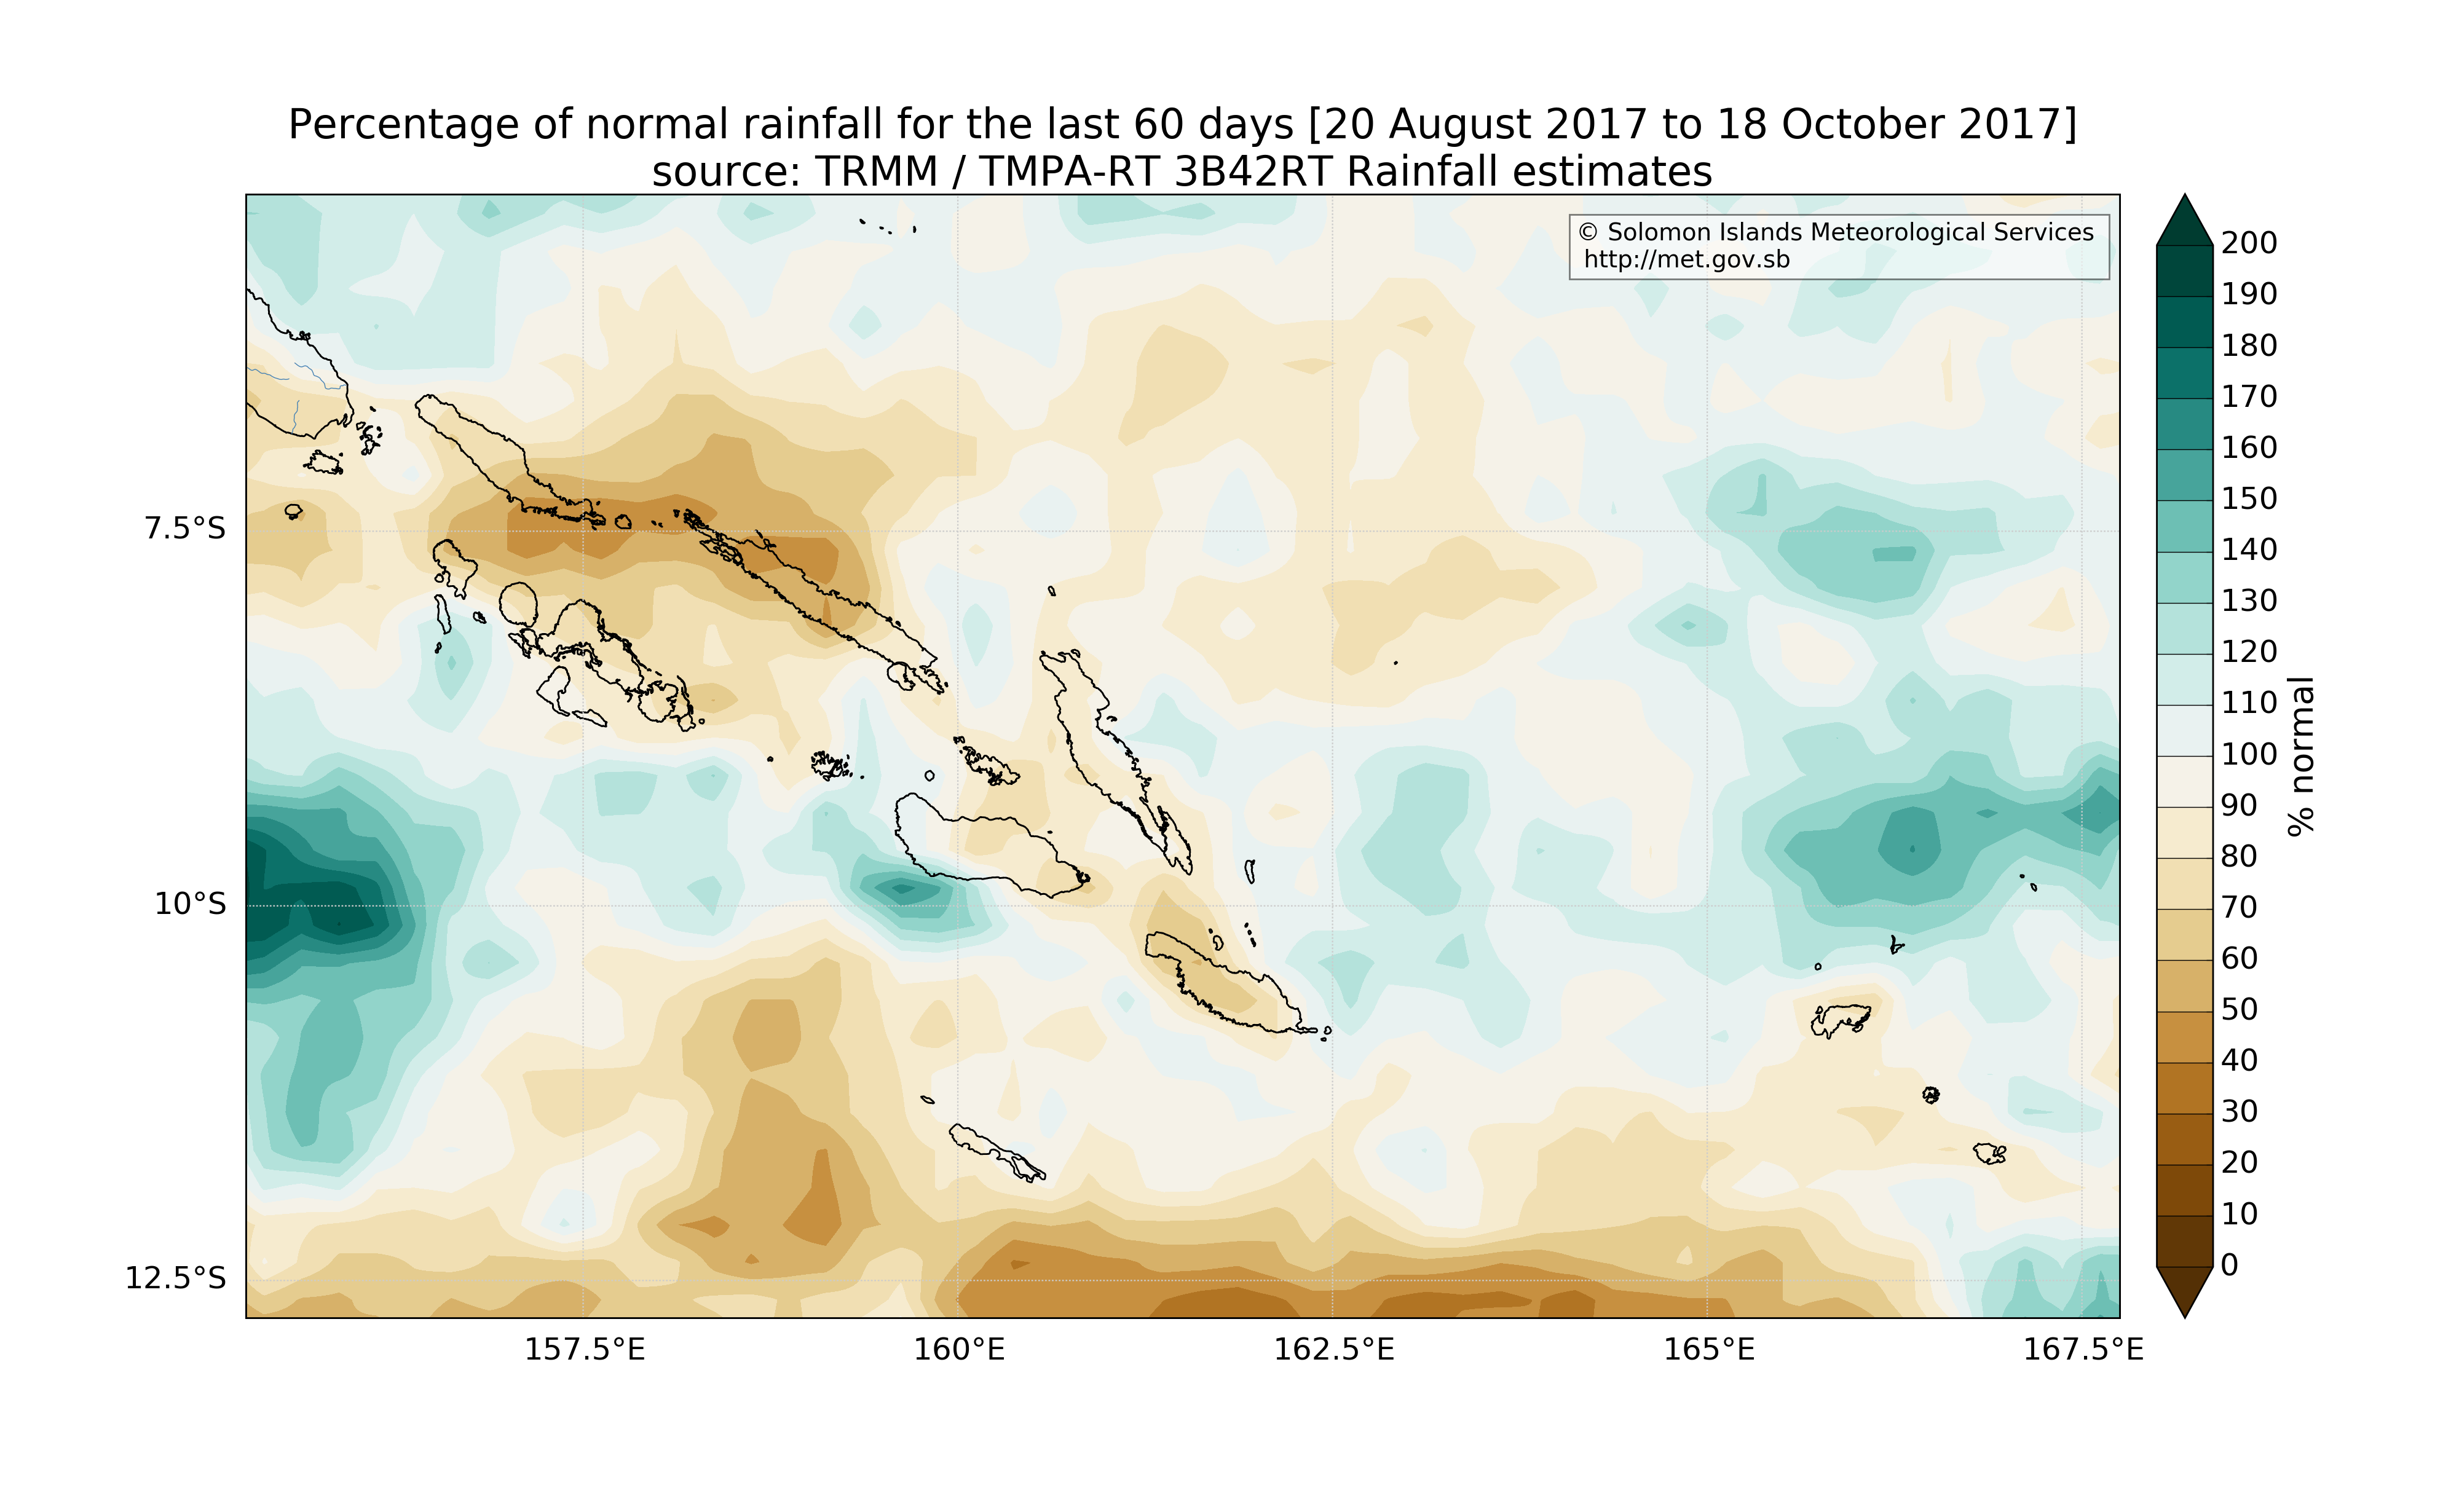 Percentage of normal rainfall for the last 60 days [20 August 2017 to 18 October 2017]
source: TRMM / TMPA-RT 3B42RT Rainfall estimates
© Solomon Islands Meteorological Services
http://met.gov.sb
7.5°S
10°S
12.5°S
157.5°E
160°E
162.5°E
165°E
167.5°E
200
190
180
170
160
150
140
130
120
110
100
90
80
70
60
50
40
30
20
10
0
% normal